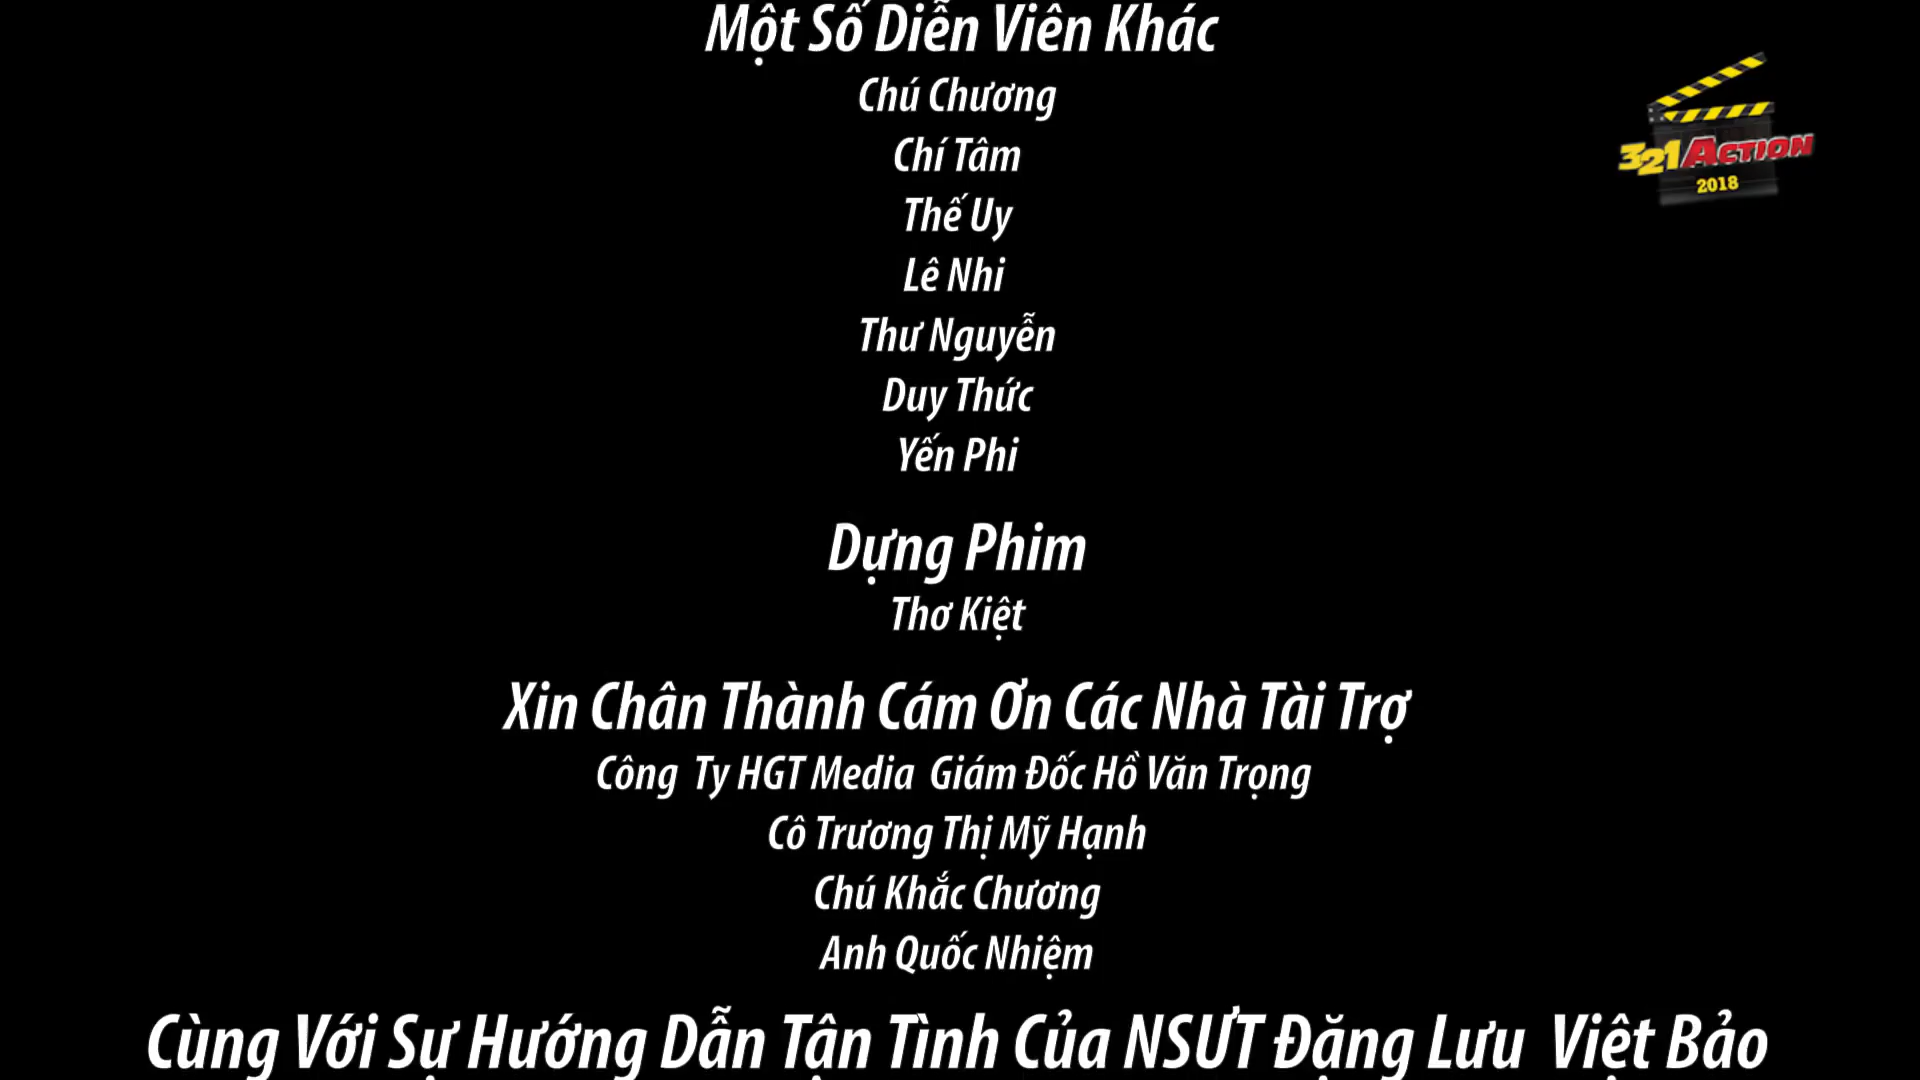 Một Số Diễn Viên Khác
Chú Chương
Chí Tâm
Thế Uy
Lê Nhi
Thư Nguyễn
Duy Thức
Yến Phi
Dựng Phim
Thơ Kiệt
Xin Chân Thành Cám Ơn Các Nhà Tài Trợ
Công Ty HGT Media Giám Đốc Hồ Văn Trọng
Cô Trương Thị Mỹ Hạnh
Chú Khắc Chương
Anh Quốc Nhiệm
Cùng Với Sự Hướng Dẫn Tận Tình Của NSƯT Đặng Lưu Việt Bảo
321 ACTION
2018